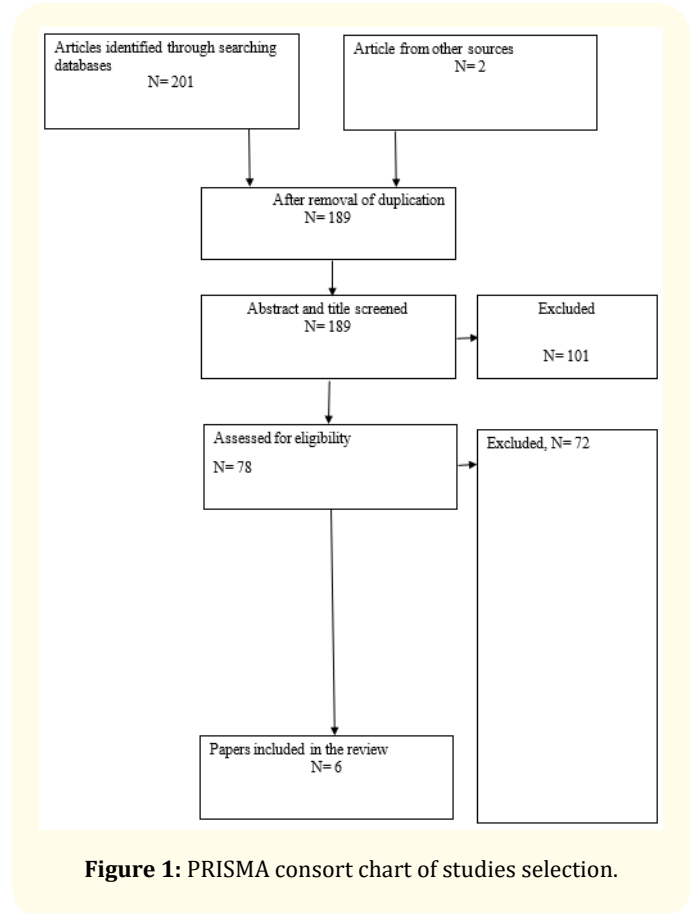 Articles identified through searching
databases
N= 201
Article from other sources
N= 2
After removal of duplication
N= 189
Abstract and title screened
N= 189
Excluded
N= 101
Assessed for eligibility
N= 78
Excluded, N= 72
Papers included in the review
N= 6
Figure 1: PRISMA consort chart of studies selection.